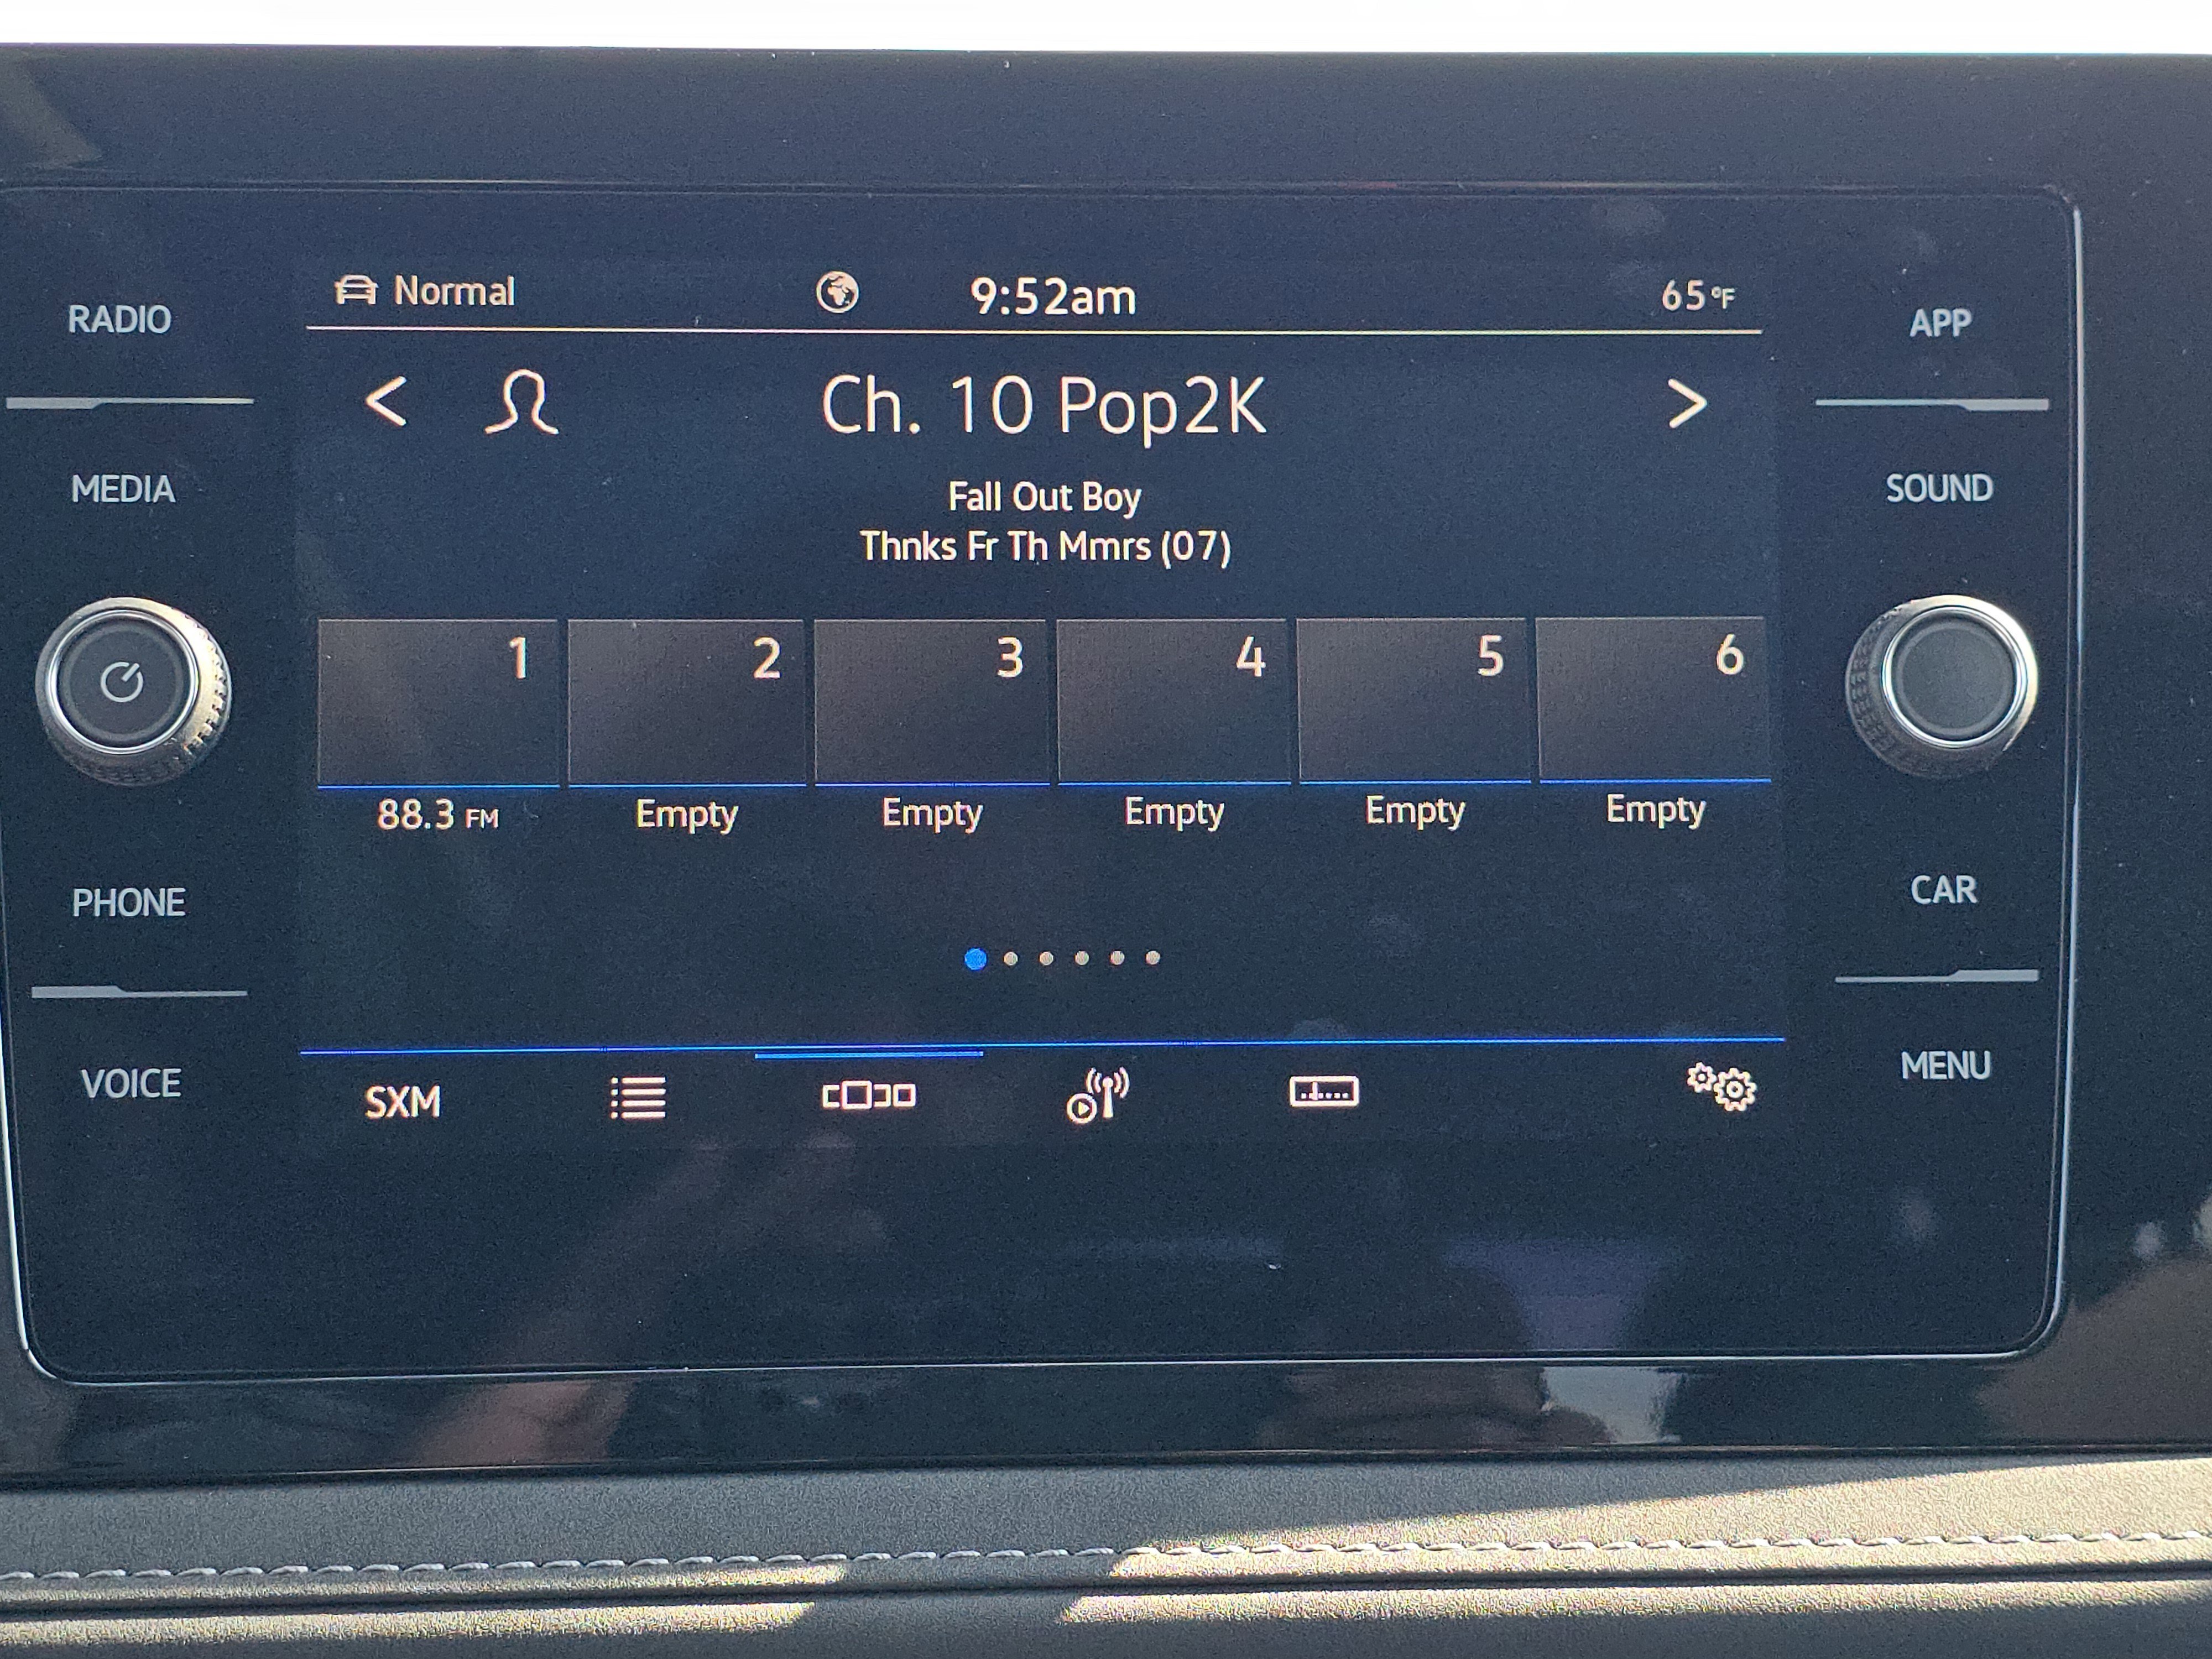 Normal 9:52am 65°F
RADIO
APP
Ch. 10 Pop2K
MEDIA
Fall Out Boy
SOUND
Thnks Fr Th Mmrs (07)
1 2 3 4 5 6
88.3 FM Empty Empty Empty Empty Empty
PHONE
CAR
VOICE
SXM
MENU